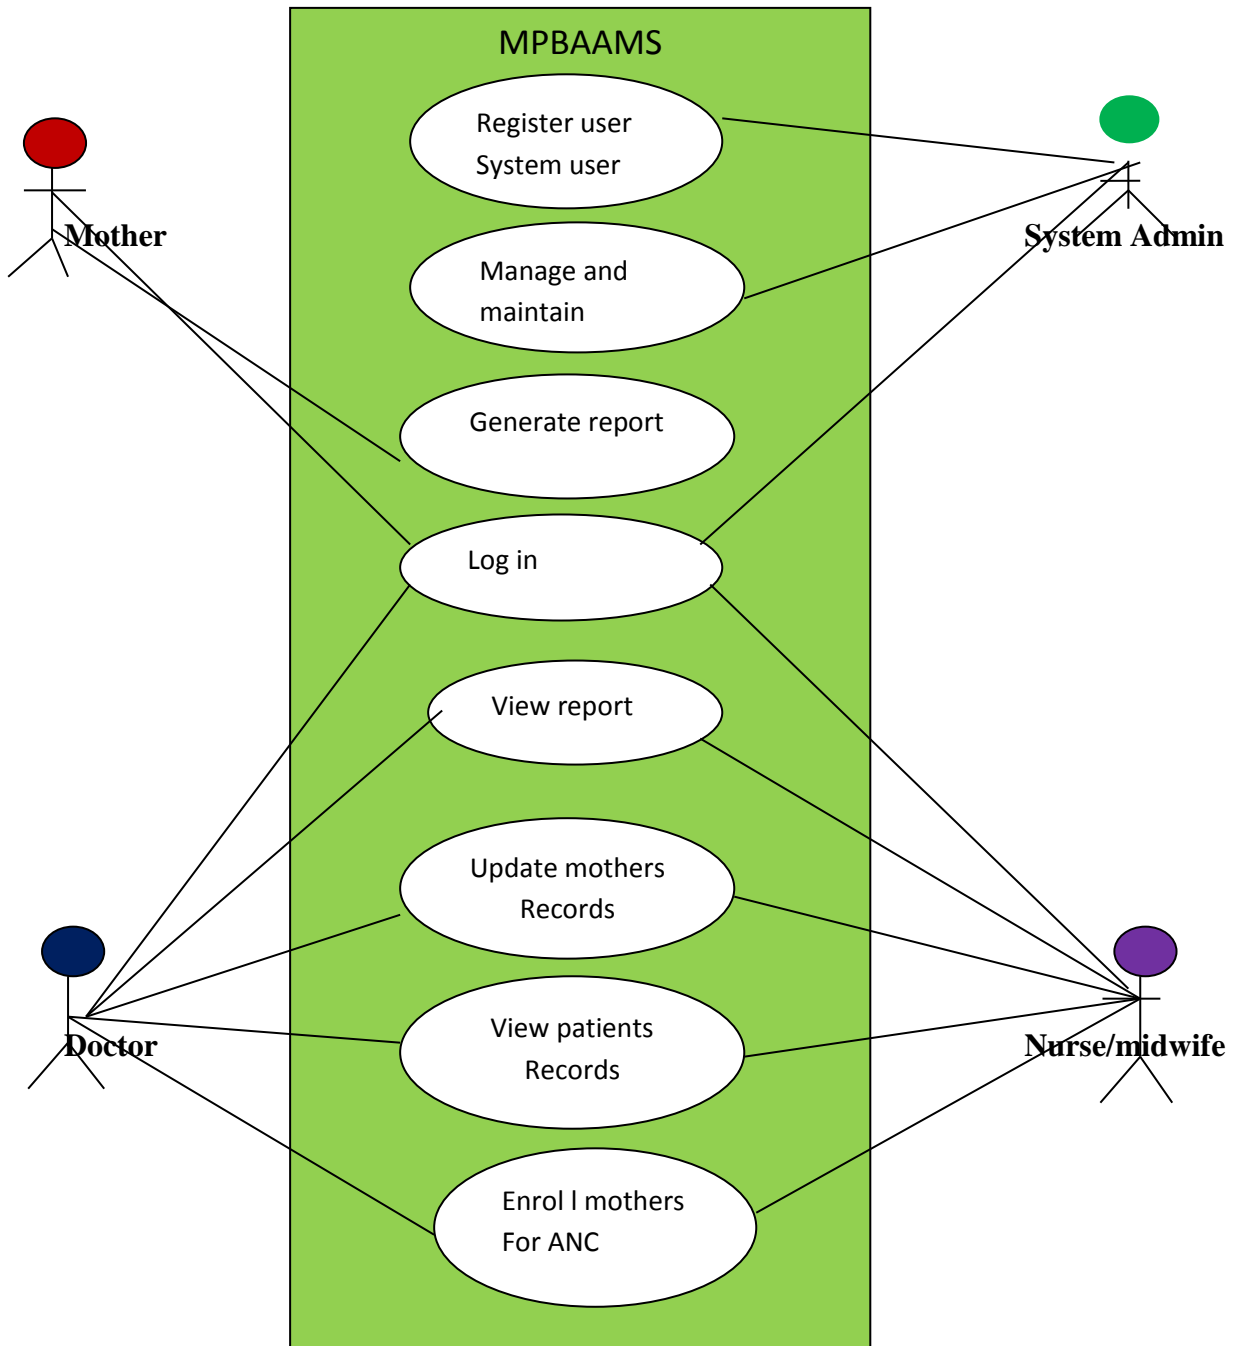 MPBAAMS
Register user
System user
Mother
System Admin
Manage and
maintain
Generate report
Log in
View report
Update mothers
Records
View patients
Records
Doctor
Nurse/midwife
Enrol l mothers
For ANC